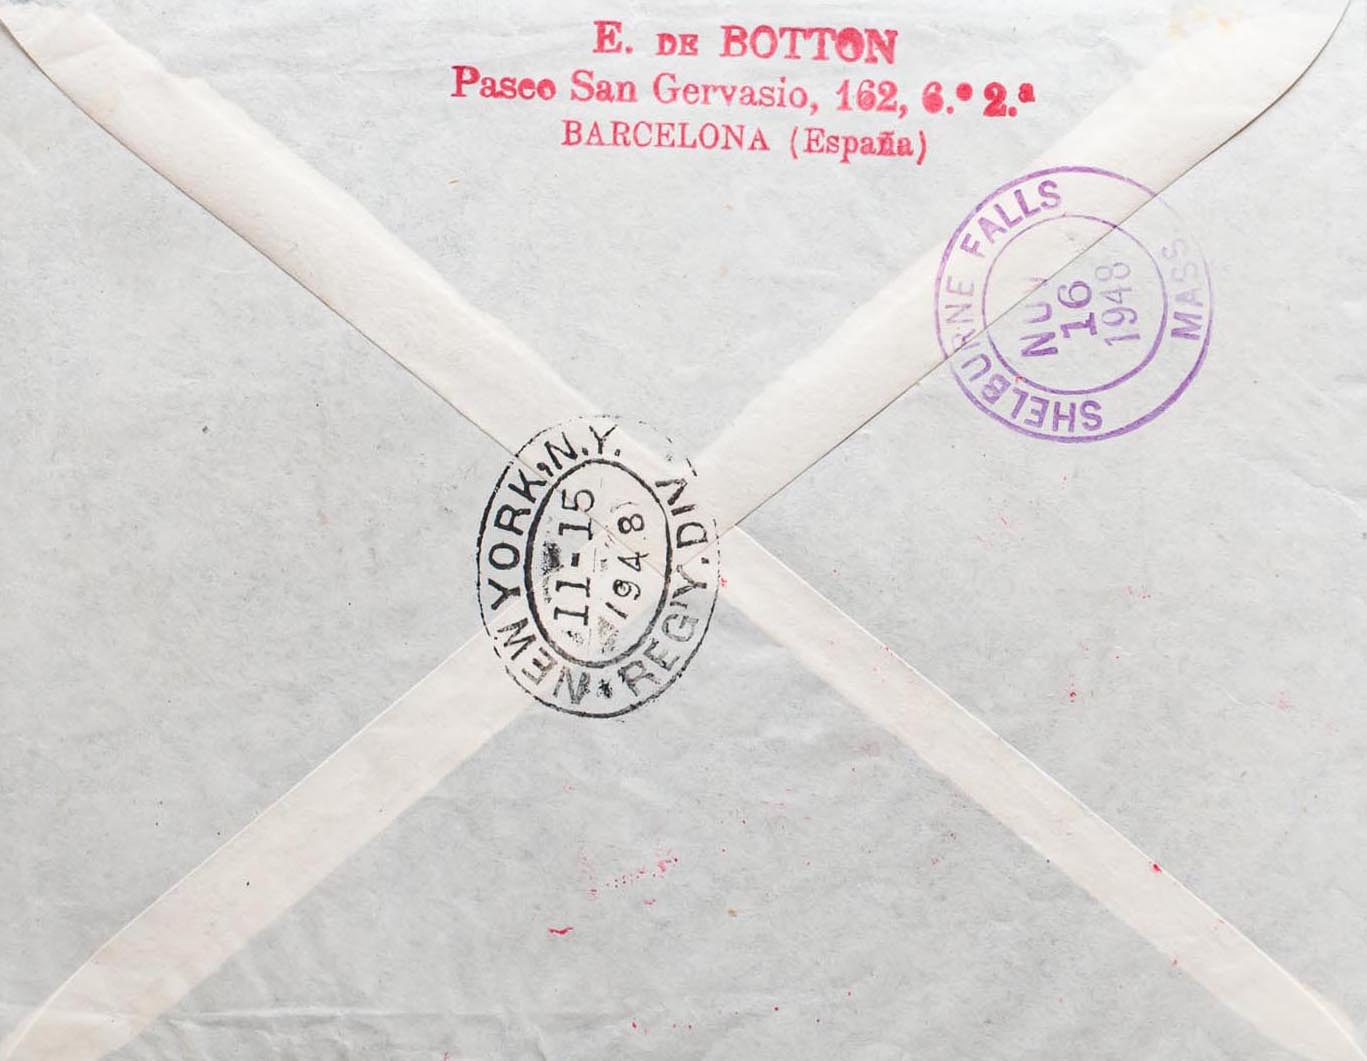 E. DE BOTTON
Paseo San Gervasio, 162, 6.º 2.ª
BARCELONA (España)
SHELBURNE FALLS
MASS
NOV
16
1948
NEW YORK, N.Y.
REG'Y. DIV
11-15
1948